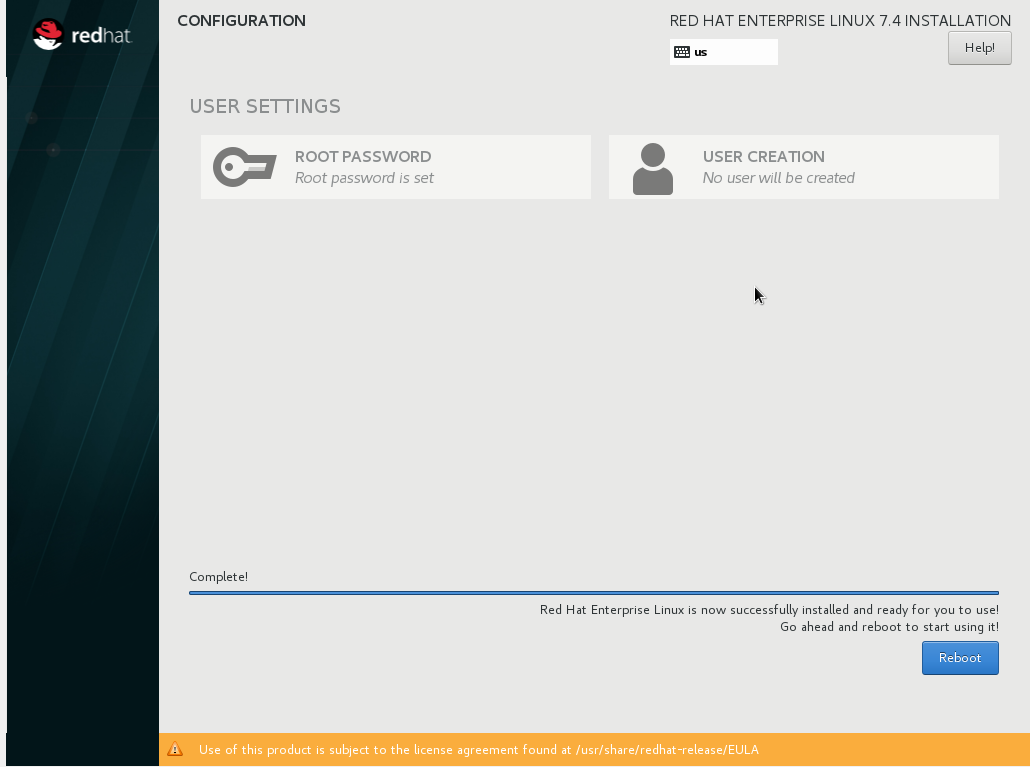 redhat.
CONFIGURATION
RED HAT ENTERPRISE LINUX 7.4 INSTALLATION
us
Help!
USER SETTINGS
ROOT PASSWORD
Root password is set
USER CREATION
No user will be created
Complete!
Red Hat Enterprise Linux is now successfully installed and ready for you to use!
Go ahead and reboot to start using it!
Reboot
Use of this product is subject to the license agreement found at /usr/share/redhat-release/EULA